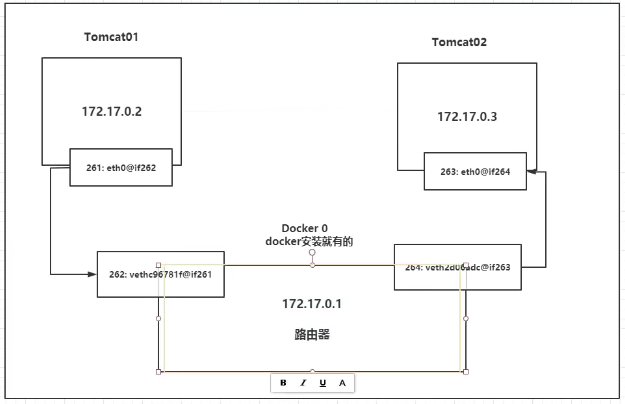 Tomcat01
Tomcat02
172.17.0.2
172.17.0.3
261: eth0@if262
263: eth0@if264
Docker 0
docker安装就有的
262: vethc96781f@if261
264: veth2d06adc@if263
172.17.0.1
路由器
B I U A